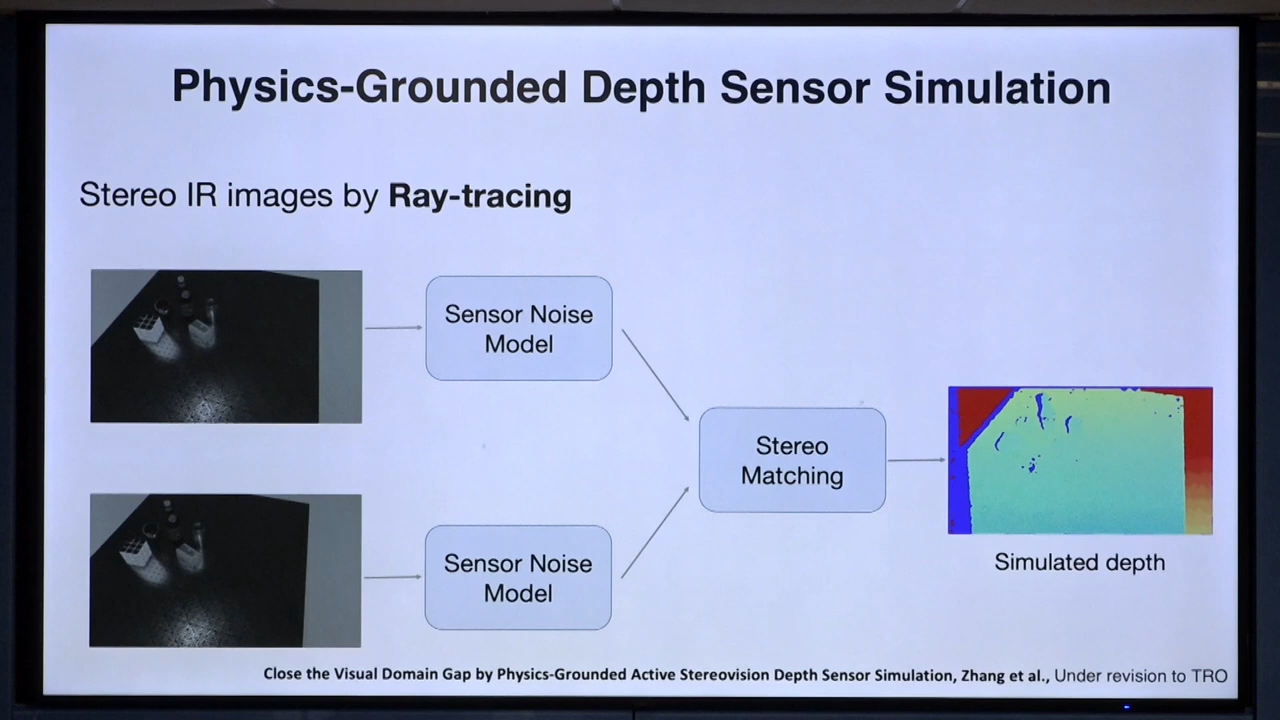 Physics-Grounded Depth Sensor Simulation
Stereo IR images by Ray-tracing
Sensor Noise
Model
Stereo
Matching
Simulated depth
Sensor Noise
Model
Close the Visual Domain Gap by Physics-Grounded Active Stereovision Depth Sensor Simulation, Zhang et al., Under revision to TRO